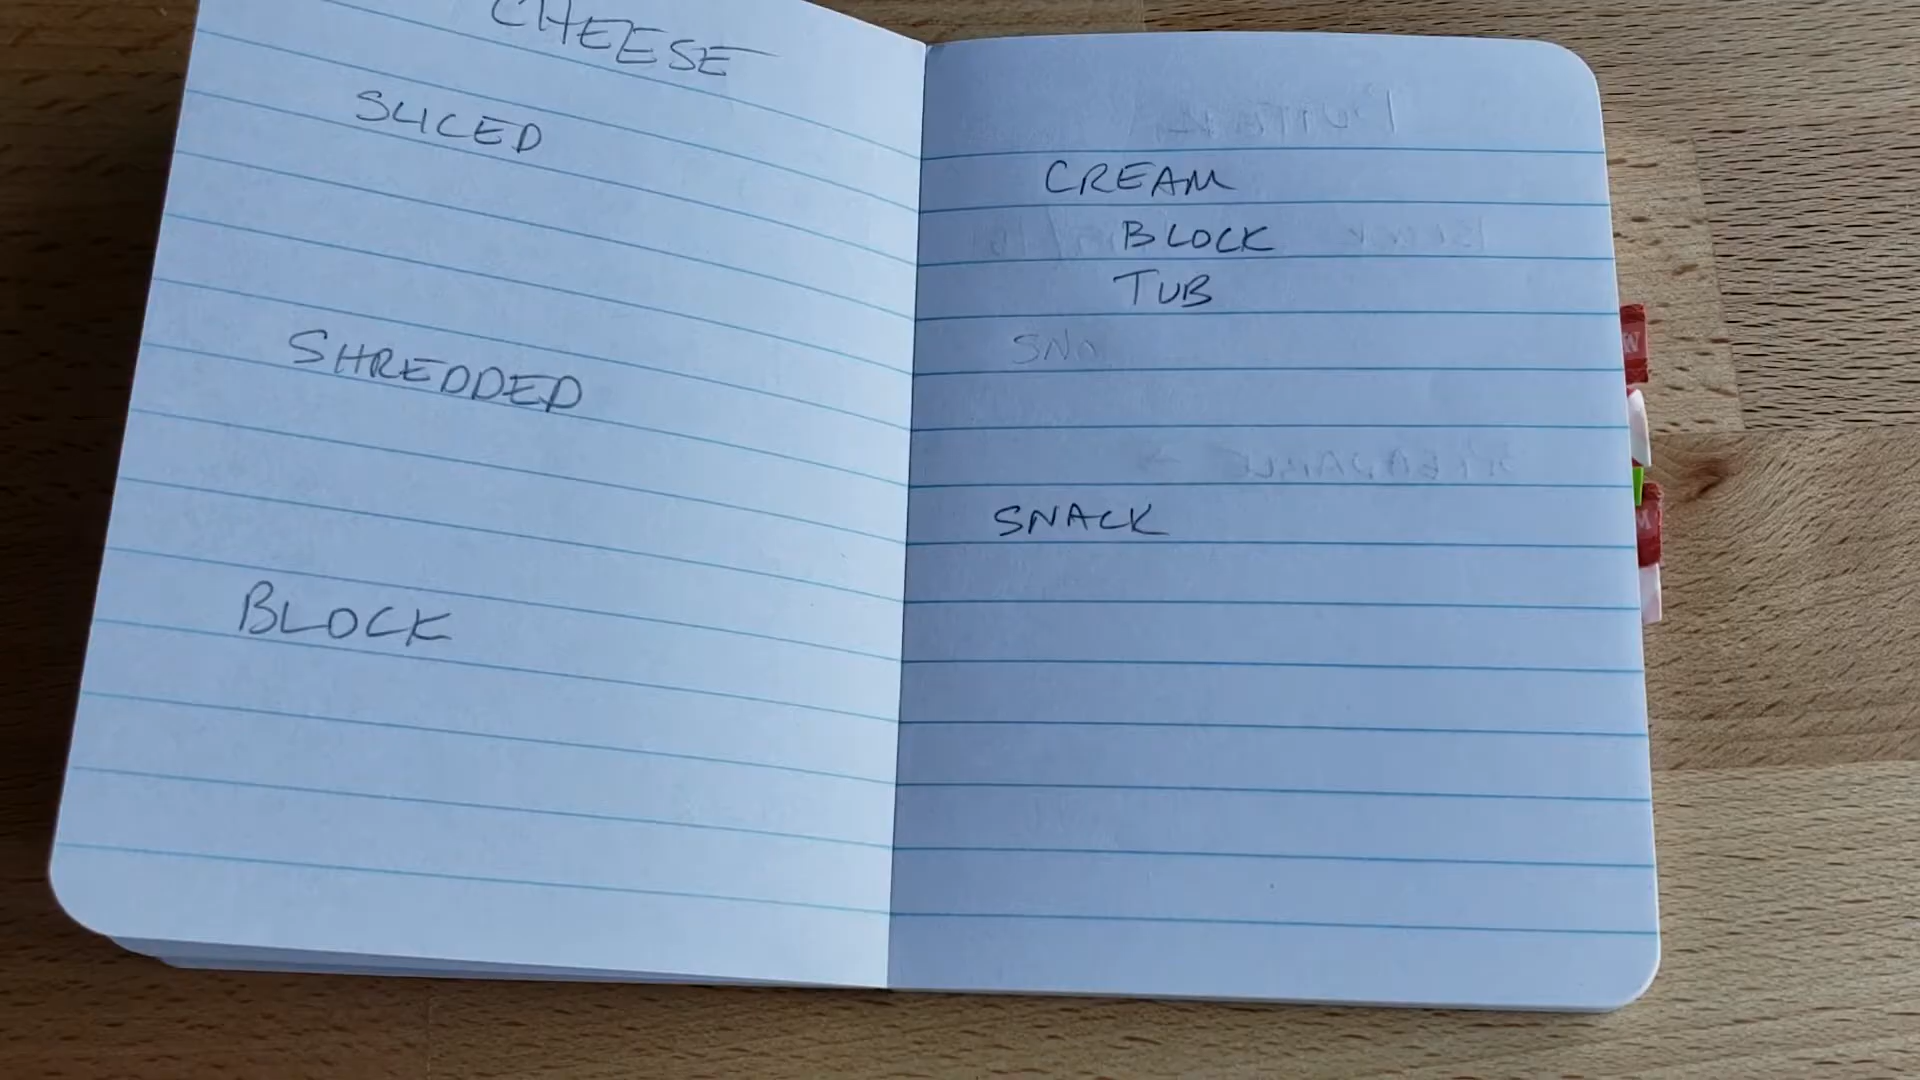 CHEESE
SLICED
SHREDDED
BLOCK
CREAM
BLOCK
TUB
SNACK